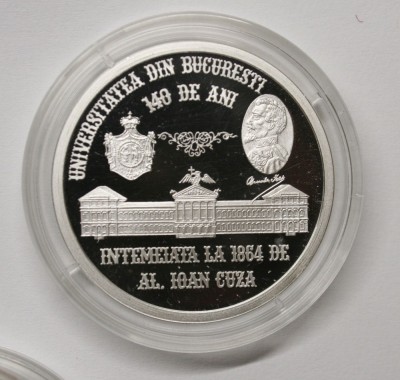 UNIVERSITATEA DIN BUCURESTI
140 DE ANI
INTEMEIATA LA 1864 DE
AL. IOAN CUZA